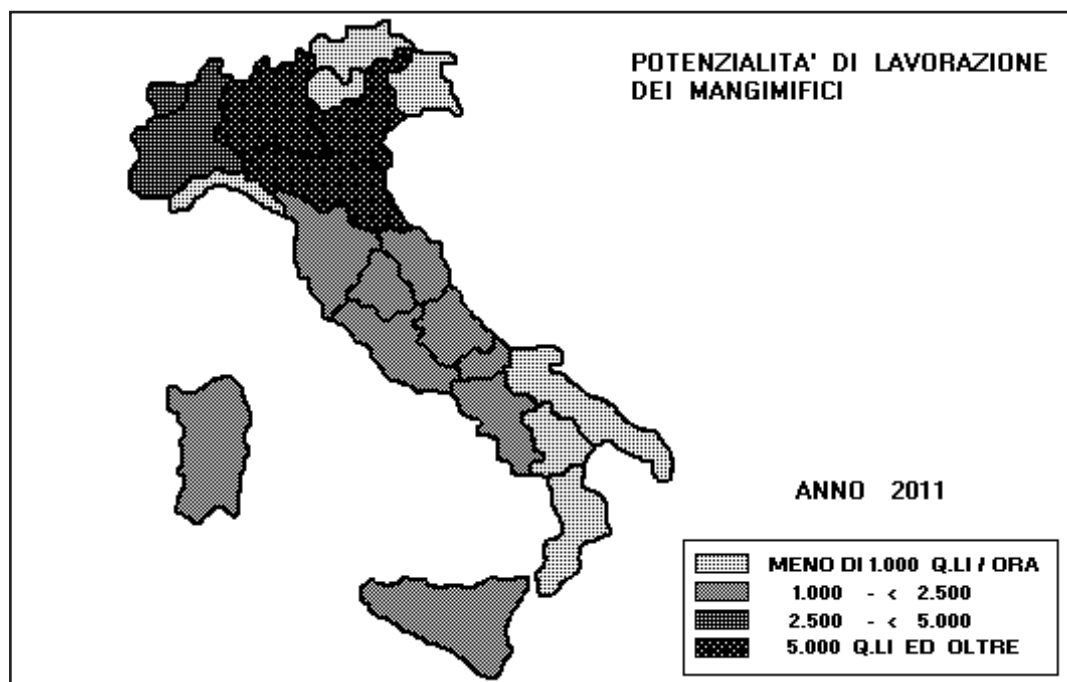 POTENZIALITA' DI LAVORAZIONE
DEI MANGIMIFICI
ANNO 2011
MENO DI 1.000 Q.LI / ORA
1.000 - < 2.500
2.500 - < 5.000
5.000 Q.LI ED OLTRE